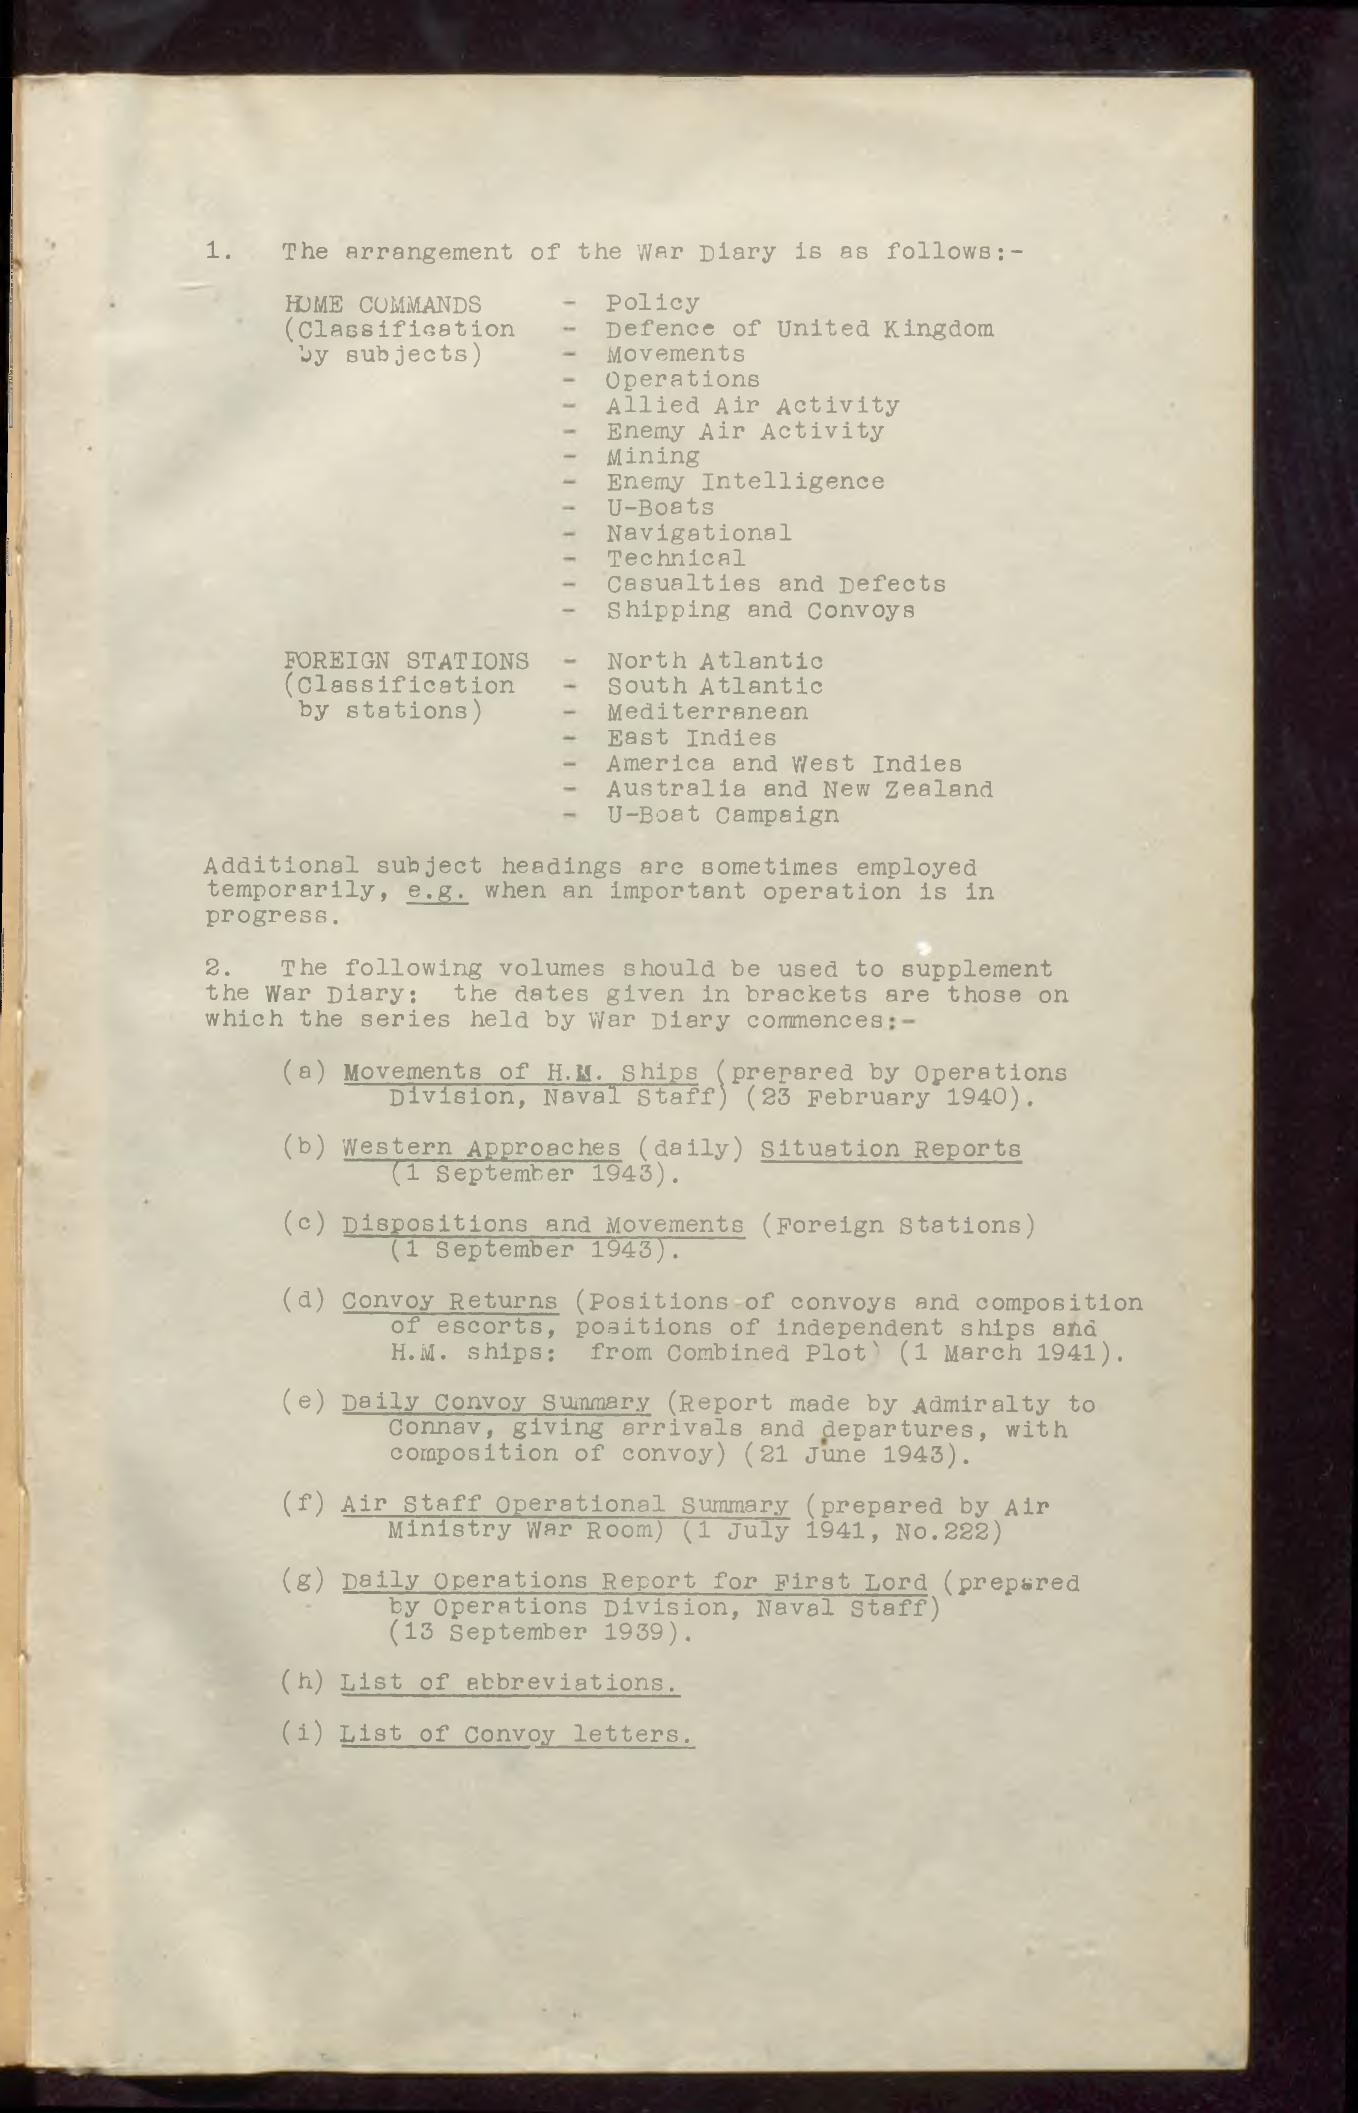 1. The arrangement of the War Diary is as follows:-
HOME COMMANDS - Policy
(Classification - Defence of United Kingdom
by subjects) - Movements
- Operations
- Allied Air Activity
- Enemy Air Activity
- Mining
- Enemy Intelligence
- U-Boats
- Navigational
- Technical
- Casualties and Defects
- Shipping and Convoys
FOREIGN STATIONS - North Atlantic
(Classification - South Atlantic
by stations) - Mediterranean
- East Indies
- America and West Indies
- Australia and New Zealand
- U-Boat Campaign
Additional subject headings are sometimes employed
temporarily, e.g. when an important operation is in
progress.
2. The following volumes should be used to supplement
the War Diary: the dates given in brackets are those on
which the series held by War Diary commences:-
(a) Movements of H.M. Ships (prepared by Operations
Division, Naval Staff) (23 February 1940).
(b) Western Approaches (daily) Situation Reports
(1 September 1943).
(c) Dispositions and Movements (Foreign Stations)
(1 September 1943).
(d) Convoy Returns (Positions of convoys and composition
of escorts, positions of independent ships and
H.M. ships: from Combined Plot) (1 March 1941).
(e) Daily Convoy Summary (Report made by Admiralty to
Connav, giving arrivals and departures, with
composition of convoy) (21 June 1943).
(f) Air Staff Operational Summary (prepared by Air
Ministry War Room) (1 July 1941, No.222)
(g) Daily Operations Report for First Lord (prepared
by Operations Division, Naval Staff)
(13 September 1939).
(h) List of abbreviations.
(i) List of Convoy letters.